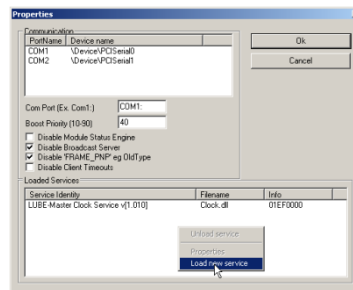 Properties
Communication
PortName Device name
COM1 \Device\PCISerial0
COM2 \Device\PCISerial1
Ok
Cancel
Com Port (Ex. Com1:) COM1:
Boost Priority (10-90) 40
Disable Module Status Engine
Disable Broadcast Server
Disable 'FRAME_PNP' eg OldType
Disable Client Timeouts
Loaded Services
Service Identity Filename Info
LUBE-Master Clock Service v[1.010] Clock.dll 01EF0000
Unload service
Properties
Load new service